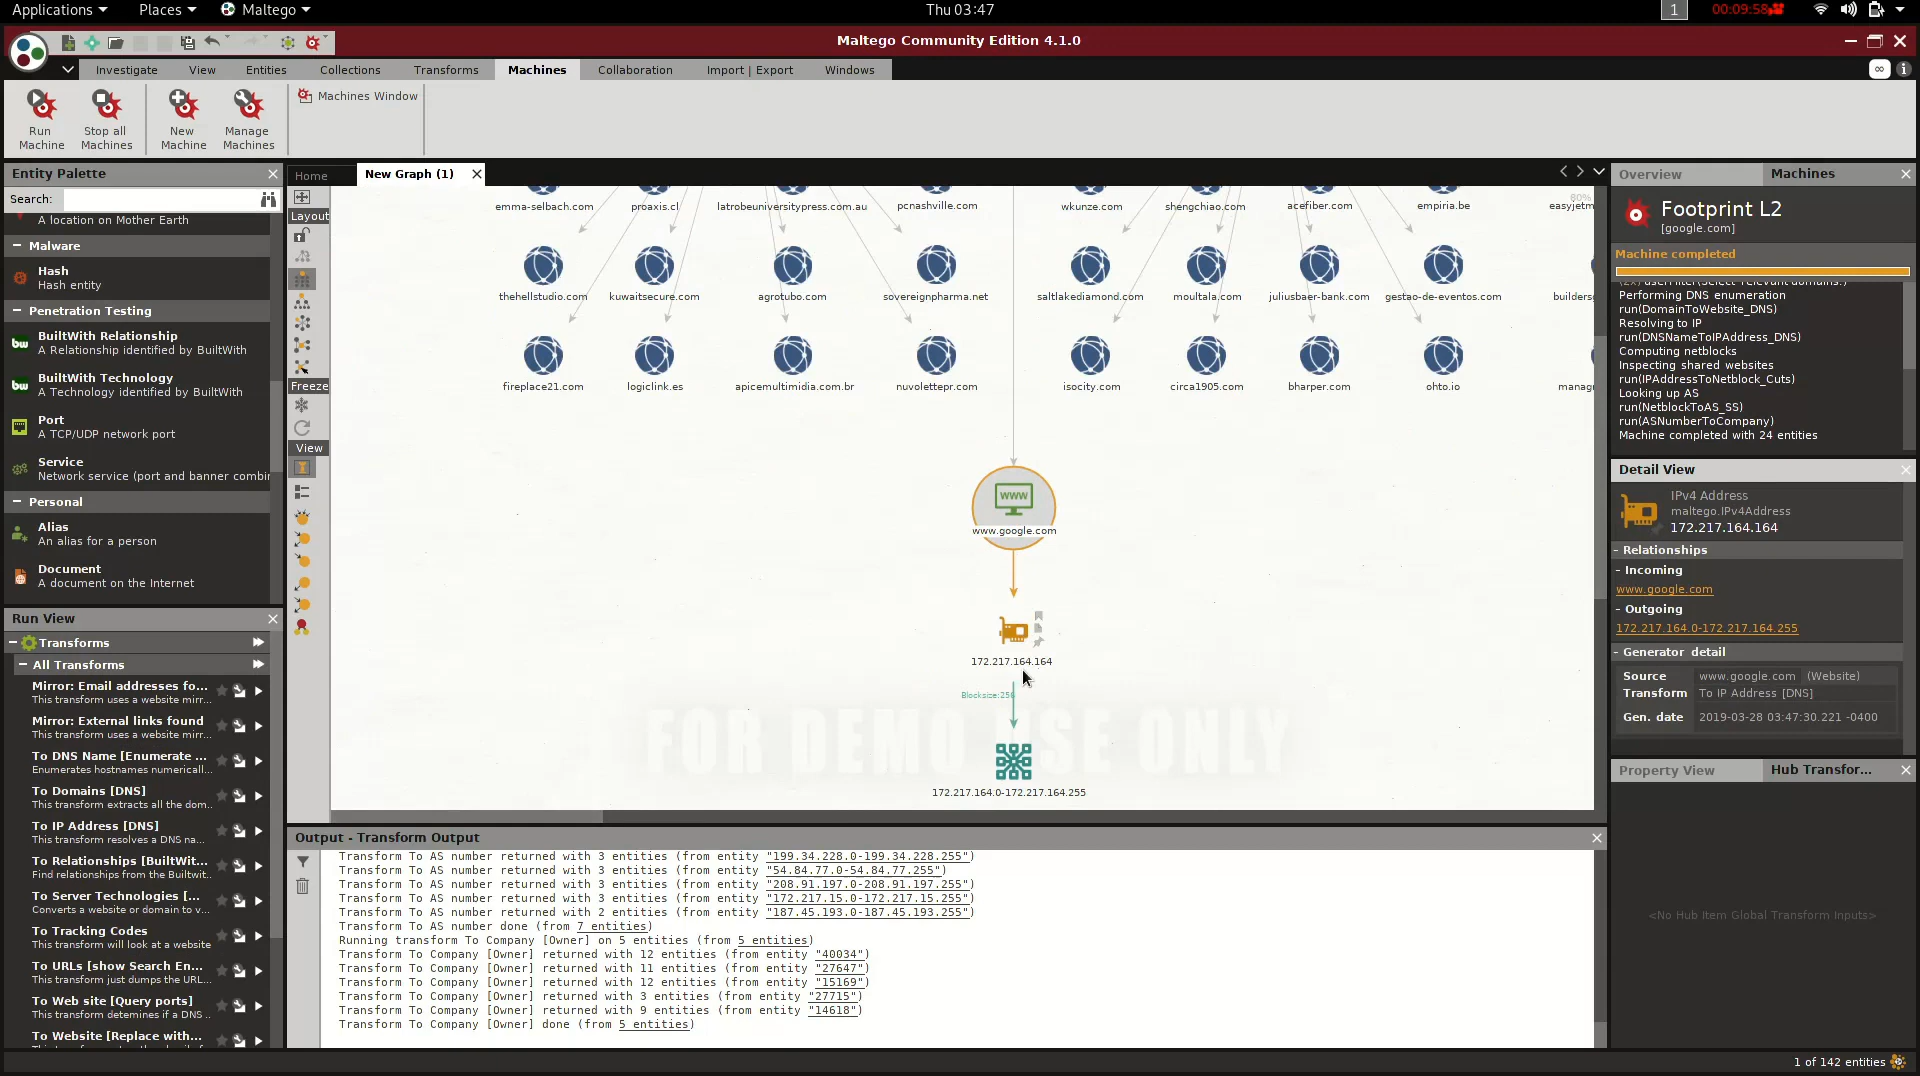 Applications Places Maltego Thu 03:47 1 00:09:58
Maltego Community Edition 4.1.0
Investigate View Entities Collections Transforms Machines Collaboration Import | Export Windows
Run Machine
Stop all Machines
New Machine
Manage Machines
Machines Window
Entity Palette
Search:
A location on Mother Earth
Malware
Hash
Hash entity
Penetration Testing
BuiltWith Relationship
A Relationship identified by BuiltWith
BuiltWith Technology
A Technology identified by BuiltWith
Port
A TCP/UDP network port
Service
Network service (port and banner combin
Personal
Alias
An alias for a person
Document
A document on the Internet
Run View
Transforms
All Transforms
Mirror: Email addresses fo...
This transform uses a website mirr...
Mirror: External links found
This transform uses a website mirr...
To DNS Name [Enumerate ...
Enumerates hostnames numericall...
To Domains [DNS]
This transform extracts all the dom..
To IP Address [DNS]
This transform resolves a DNS na...
To Relationships [BuiltWit...
Find relationships from the Builtwit..
To Server Technologies [...
Converts a website or domain to v...
To Tracking Codes
This transform will look at a website
To URLs [show Search En...
This transform just dumps the URL...
To Web site [Query ports]
This transform detemines if a DNS ..
To Website [Replace with...
Home New Graph (1)
Layout
Freeze
View
80%
emma-selbach.com proaxis.cl latrobeuniversitypress.com.au pcnashville.com wkunze.com shengchiao.com acefiber.com empiria.be easyjetm
thehellstudio.com kuwaitsecure.com agrotubo.com sovereignpharma.net saltlakediamond.com moultala.com juliusbaer-bank.com gestao-de-eventos.com builders
fireplace21.com logiclink.es apicemultimidia.com.br nuvolettepr.com isocity.com circa1905.com bharper.com ohto.io manag
www
www.google.com
172.217.164.164
Blocksize:256
FOR DEMO USE ONLY
172.217.164.0-172.217.164.255
Output - Transform Output
Transform To AS number returned with 3 entities (from entity "199.34.228.0-199.34.228.255")
Transform To AS number returned with 3 entities (from entity "54.84.77.0-54.84.77.255")
Transform To AS number returned with 3 entities (from entity "208.91.197.0-208.91.197.255")
Transform To AS number returned with 3 entities (from entity "172.217.15.0-172.217.15.255")
Transform To AS number returned with 2 entities (from entity "187.45.193.0-187.45.193.255")
Transform To AS number done (from 7 entities)
Running transform To Company [Owner] on 5 entities (from 5 entities)
Transform To Company [Owner] returned with 12 entities (from entity "40034")
Transform To Company [Owner] returned with 11 entities (from entity "27647")
Transform To Company [Owner] returned with 12 entities (from entity "15169")
Transform To Company [Owner] returned with 3 entities (from entity "27715")
Transform To Company [Owner] returned with 9 entities (from entity "14618")
Transform To Company [Owner] done (from 5 entities)
Overview Machines
Footprint L2
[google.com]
Machine completed
Performing DNS enumeration
run(DomainToWebsite_DNS)
Resolving to IP
run(DNSNameToIPAddress_DNS)
Computing netblocks
Inspecting shared websites
run(IPAddressToNetblock_Cuts)
Looking up AS
run(NetblockToAS_SS)
run(ASNumberToCompany)
Machine completed with 24 entities
Detail View
IPv4 Address
maltego.IPv4Address
172.217.164.164
- Relationships
- Incoming
www.google.com
- Outgoing
172.217.164.0-172.217.164.255
- Generator detail
Source www.google.com (Website)
Transform To IP Address [DNS]
Gen. date 2019-03-28 03:47:30.221 -0400
Property View Hub Transfor...
<No Hub Item Global Transform Inputs>
1 of 142 entities